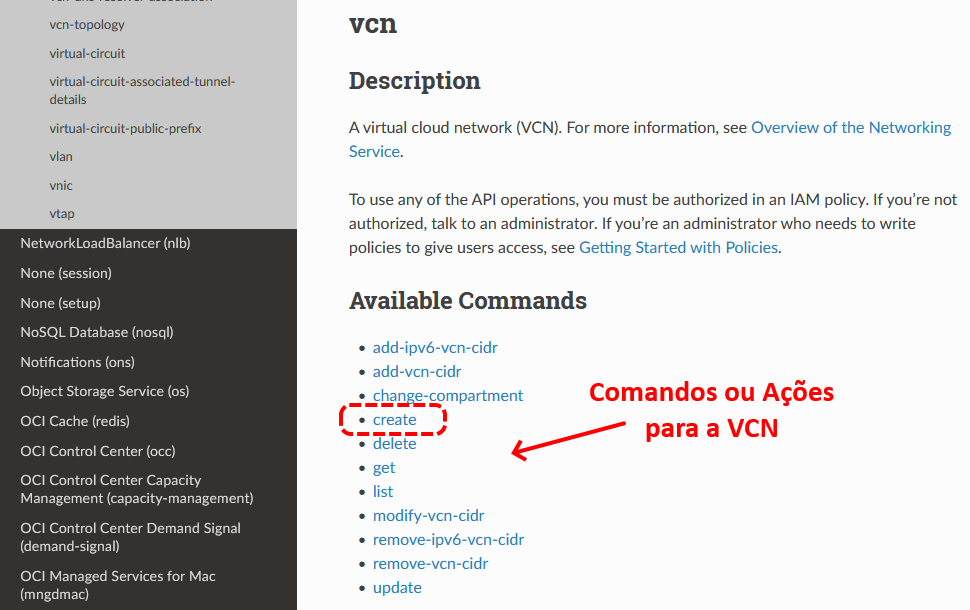 vcn-dns-resolver-association
vcn-topology
virtual-circuit
virtual-circuit-associated-tunnel-
details
virtual-circuit-public-prefix
vlan
vnic
vtap
NetworkLoadBalancer (nlb)
None (session)
None (setup)
NoSQL Database (nosql)
Notifications (ons)
Object Storage Service (os)
OCI Cache (redis)
OCI Control Center (occ)
OCI Control Center Capacity
Management (capacity-management)
OCI Control Center Demand Signal
(demand-signal)
OCI Managed Services for Mac
(mngdmac)
vcn
Description
A virtual cloud network (VCN). For more information, see Overview of the Networking
Service.
To use any of the API operations, you must be authorized in an IAM policy. If you’re not
authorized, talk to an administrator. If you’re an administrator who needs to write
policies to give users access, see Getting Started with Policies.
Available Commands
• add-ipv6-vcn-cidr
• add-vcn-cidr
• change-compartment
• create
• delete
• get
• list
• modify-vcn-cidr
• remove-ipv6-vcn-cidr
• remove-vcn-cidr
• update
Comandos ou Ações
para a VCN